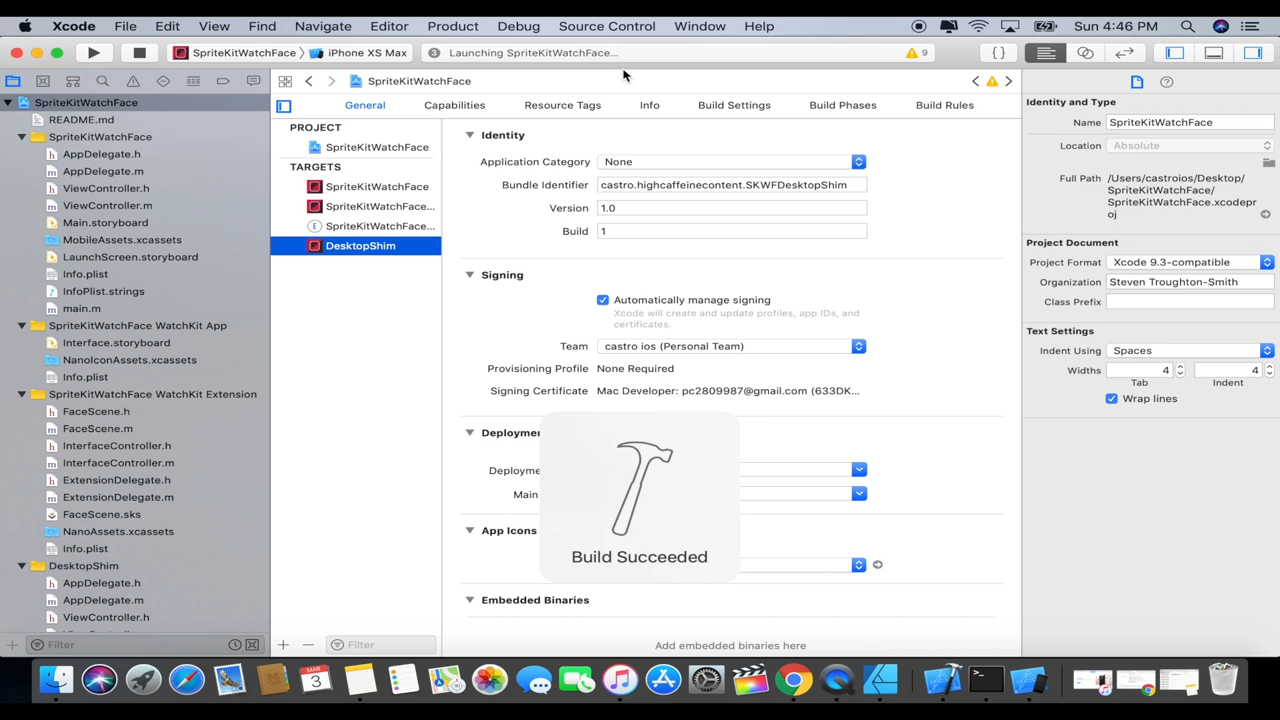 Xcode File Edit View Find Navigate Editor Product Debug Source Control Window Help Sun 4:46 PM
SpriteKitWatchFace iPhone XS Max 3 Launching SpriteKitWatchFace... 9 {}
SpriteKitWatchFace
README.md
SpriteKitWatchFace
h AppDelegate.h
m AppDelegate.m
h ViewController.h
m ViewController.m
Main.storyboard
MobileAssets.xcassets
LaunchScreen.storyboard
Info.plist
InfoPlist.strings
m main.m
SpriteKitWatchFace WatchKit App
Interface.storyboard
NanoIconAssets.xcassets
Info.plist
SpriteKitWatchFace WatchKit Extension
h FaceScene.h
m FaceScene.m
h InterfaceController.h
m InterfaceController.m
h ExtensionDelegate.h
m ExtensionDelegate.m
FaceScene.sks
NanoAssets.xcassets
Info.plist
DesktopShim
h AppDelegate.h
m AppDelegate.m
h ViewController.h
Filter
SpriteKitWatchFace
General Capabilities Resource Tags Info Build Settings Build Phases Build Rules
PROJECT
SpriteKitWatchFace
TARGETS
SpriteKitWatchFace
SpriteKitWatchFace...
E SpriteKitWatchFace...
DesktopShim
Filter
Identity
Application Category None
Bundle Identifier castro.highcaffeinecontent.SKWFDesktopShim
Version 1.0
Build 1
Signing
Automatically manage signing
Xcode will create and update profiles, app IDs, and
certificates.
Team castro ios (Personal Team)
Provisioning Profile None Required
Signing Certificate Mac Developer: pc2809987@gmail.com (633DK...
Deploymen
Deployme
Main
App Icons
Build Succeeded
Embedded Binaries
Add embedded binaries here
Identity and Type
Name SpriteKitWatchFace
Location Absolute
Full Path /Users/castroios/Desktop/
SpriteKitWatchFace/
SpriteKitWatchFace.xcodepr
oj
Project Document
Project Format Xcode 9.3-compatible
Organization Steven Troughton-Smith
Class Prefix
Text Settings
Indent Using Spaces
Widths 4 4
Tab Indent
Wrap lines
MAR
3